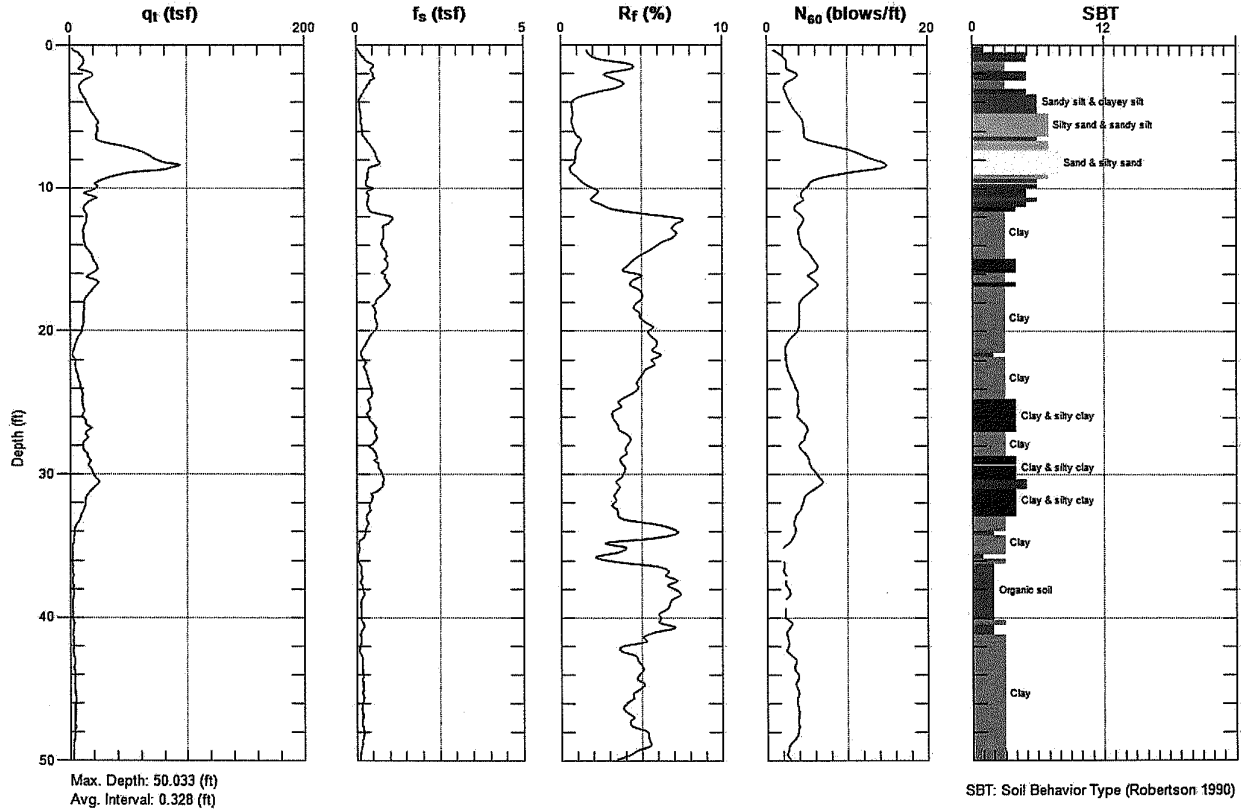 qt (tsf) fs (tsf) Rf (%) N60 (blows/ft) SBT
0 200 0 5 0 10 0 20 0 12
0
10
20
30
40
50
Depth (ft)
Sandy silt & clayey silt
Silty sand & sandy silt
Sand & silty sand
Clay
Clay
Clay
Clay & silty clay
Clay
Clay & silty clay
Clay & silty clay
Clay
Organic soil
Clay
Max. Depth: 50.033 (ft)
Avg. Interval: 0.328 (ft)
SBT: Soil Behavior Type (Robertson 1990)